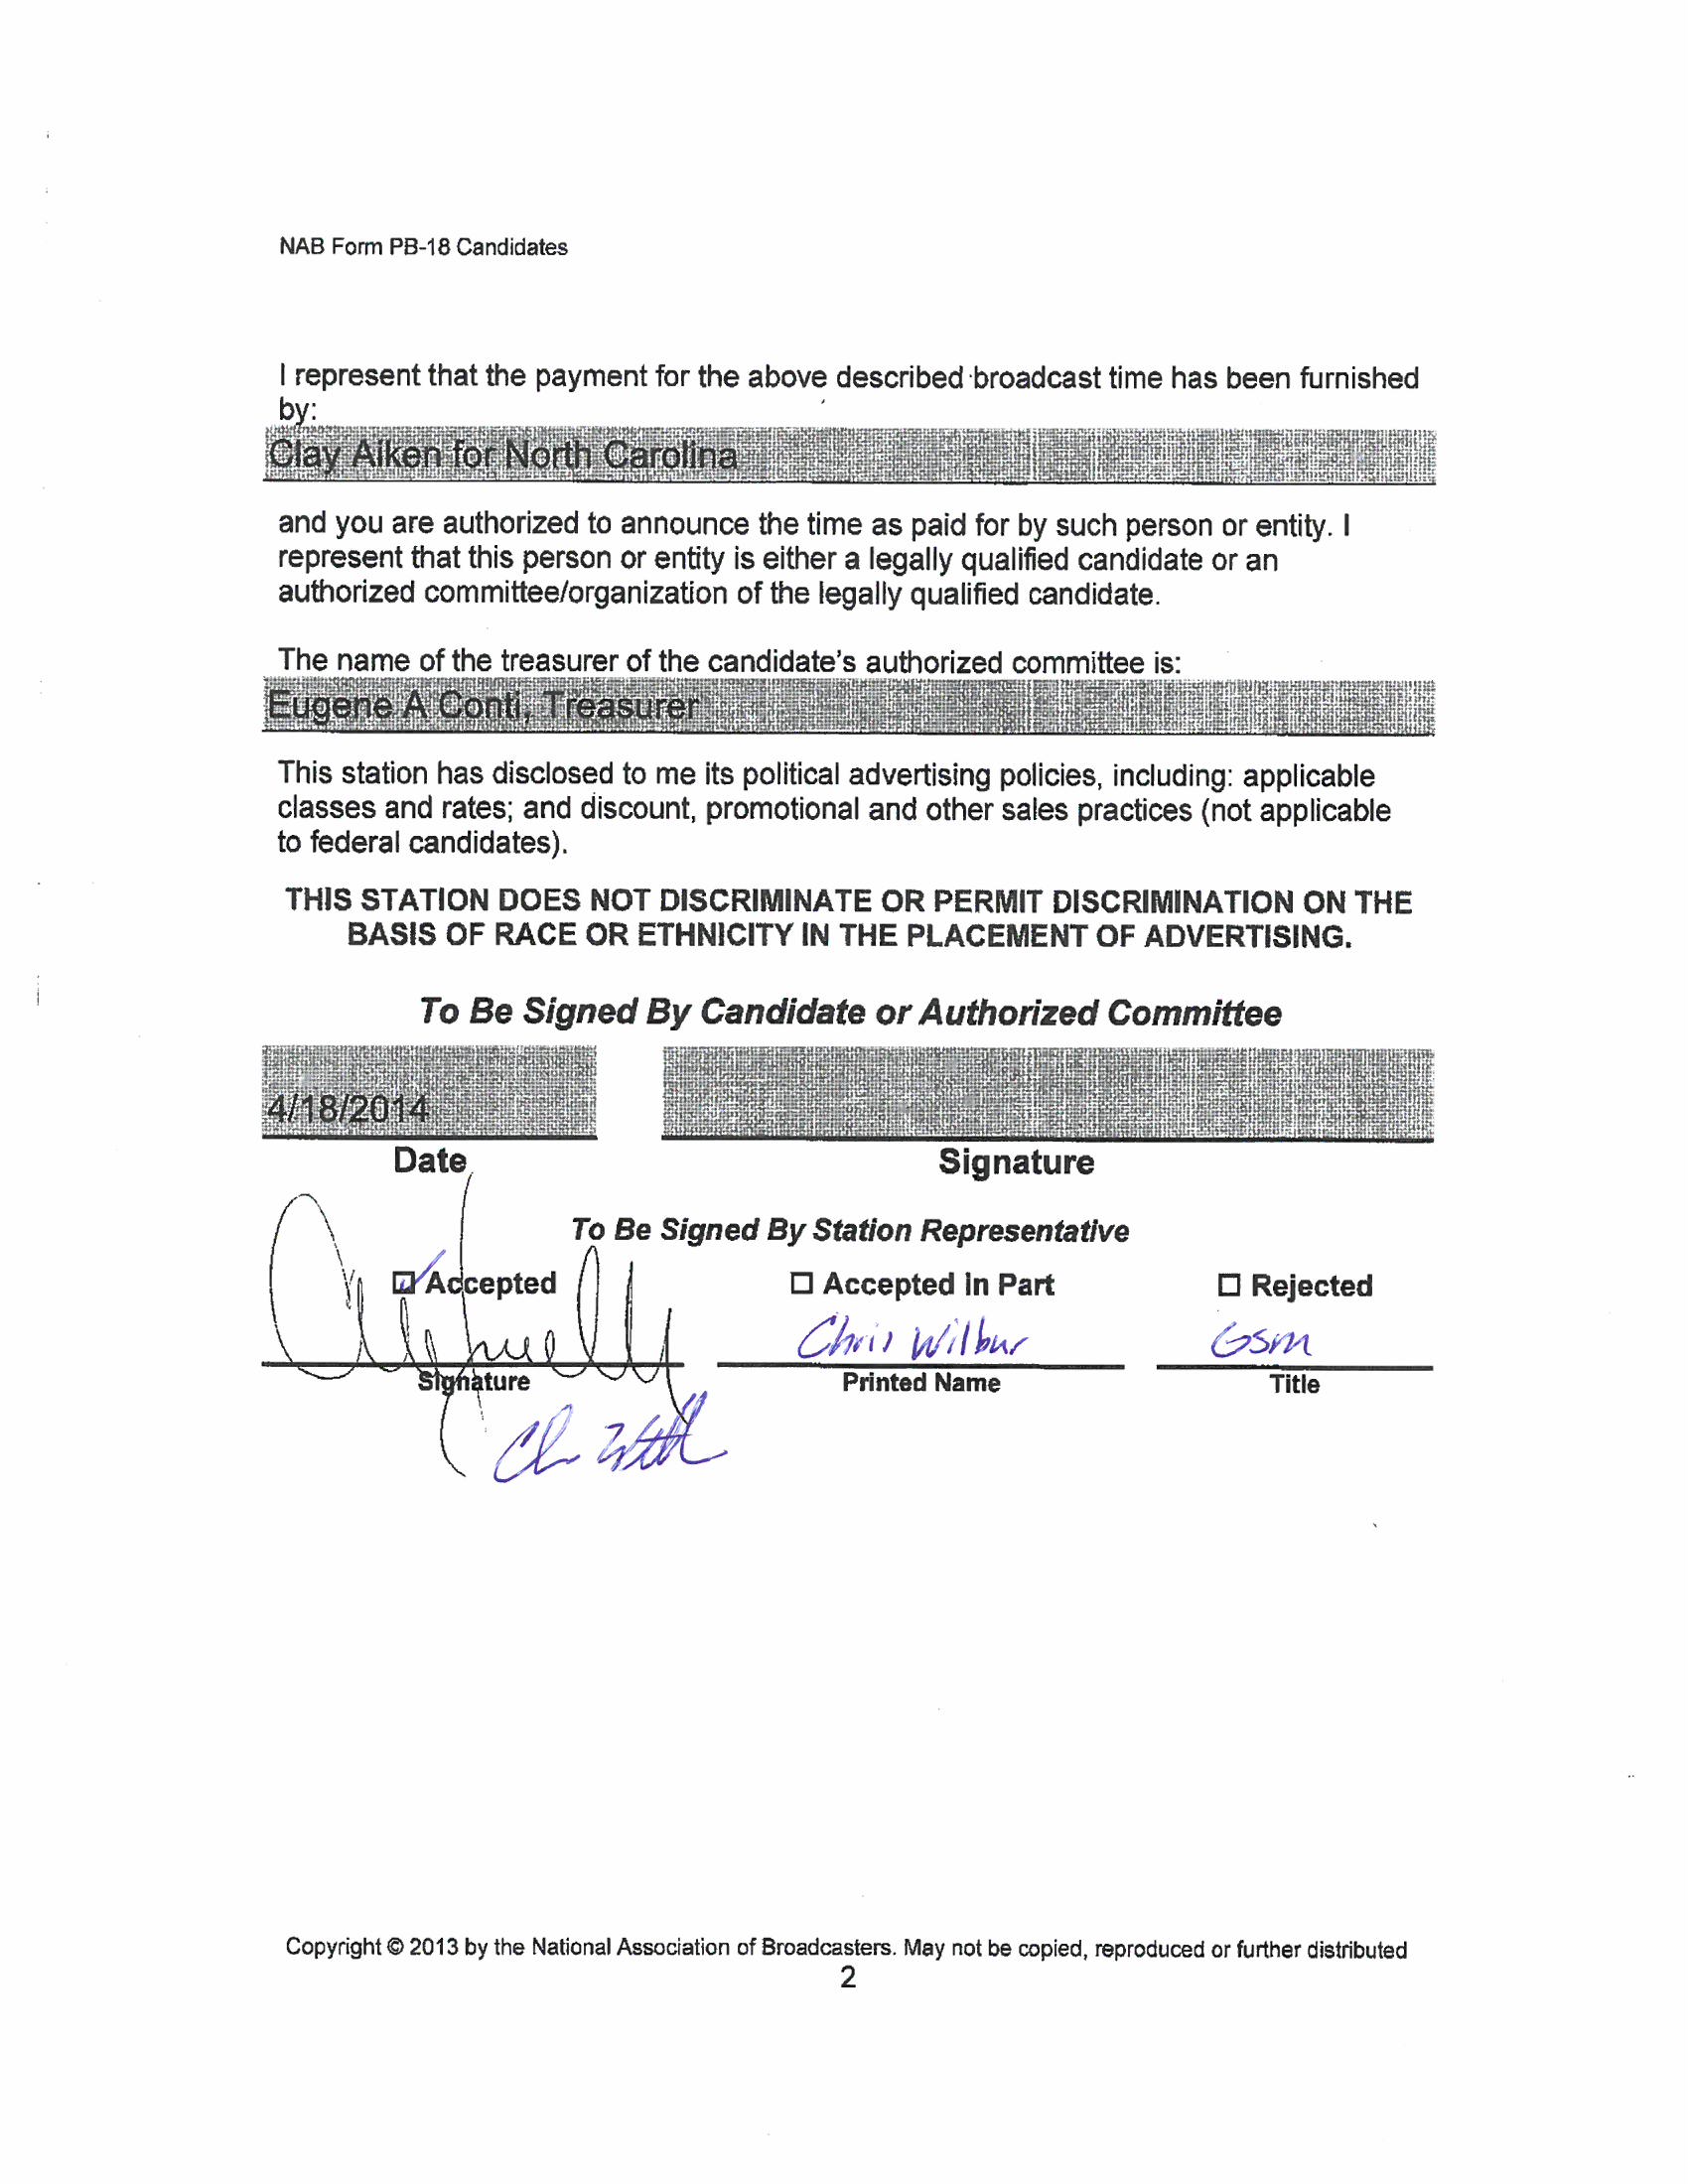 NAB Form PB-18 Candidates
I represent that the payment for the above described broadcast time has been furnished
by:
Clay Aiken for North Carolina
and you are authorized to announce the time as paid for by such person or entity. I
represent that this person or entity is either a legally qualified candidate or an
authorized committee/organization of the legally qualified candidate.
The name of the treasurer of the candidate's authorized committee is:
Eugene A Conti, Treasurer
This station has disclosed to me its political advertising policies, including: applicable
classes and rates; and discount, promotional and other sales practices (not applicable
to federal candidates).
THIS STATION DOES NOT DISCRIMINATE OR PERMIT DISCRIMINATION ON THE
BASIS OF RACE OR ETHNICITY IN THE PLACEMENT OF ADVERTISING.
To Be Signed By Candidate or Authorized Committee
4/18/2014
Date Signature
To Be Signed By Station Representative
Accepted Accepted in Part Rejected
Chris Wilbur GSM
Signature Printed Name Title
Copyright © 2013 by the National Association of Broadcasters. May not be copied, reproduced or further distributed
2